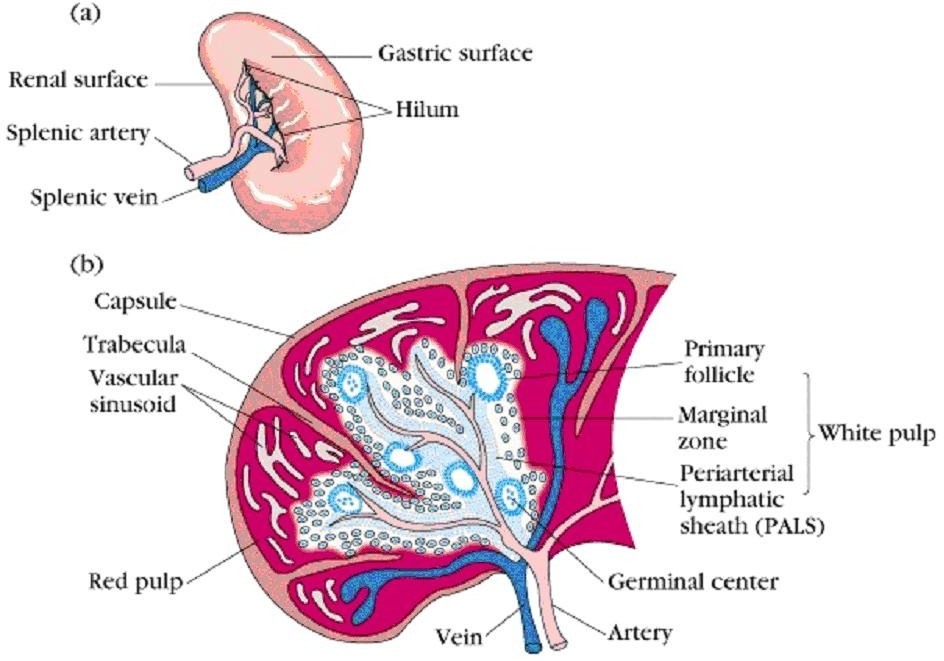 (a)
Gastric surface
Renal surface
Hilum
Splenic artery
Splenic vein
(b)
Capsule
Trabecula
Vascular
sinusoid
Primary
follicle
Marginal
zone
White pulp
Periarterial
lymphatic
sheath (PALS)
Red pulp
Germinal center
Vein
Artery